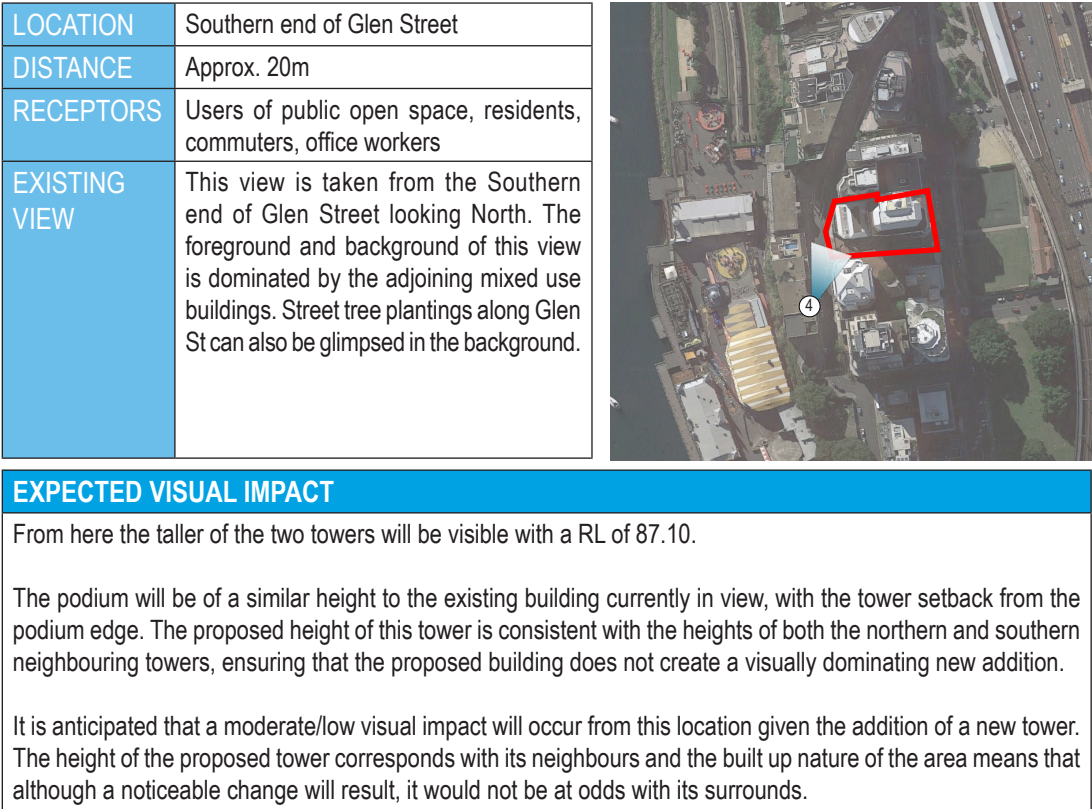 LOCATION
Southern end of Glen Street
DISTANCE
Approx. 20m
RECEPTORS
Users of public open space, residents,
commuters, office workers
EXISTING
VIEW
This view is taken from the Southern
end of Glen Street looking North. The
foreground and background of this view
is dominated by the adjoining mixed use
buildings. Street tree plantings along Glen
St can also be glimpsed in the background.
4
EXPECTED VISUAL IMPACT
From here the taller of the two towers will be visible with a RL of 87.10.
The podium will be of a similar height to the existing building currently in view, with the tower setback from the
podium edge. The proposed height of this tower is consistent with the heights of both the northern and southern
neighbouring towers, ensuring that the proposed building does not create a visually dominating new addition.
It is anticipated that a moderate/low visual impact will occur from this location given the addition of a new tower.
The height of the proposed tower corresponds with its neighbours and the built up nature of the area means that
although a noticeable change will result, it would not be at odds with its surrounds.